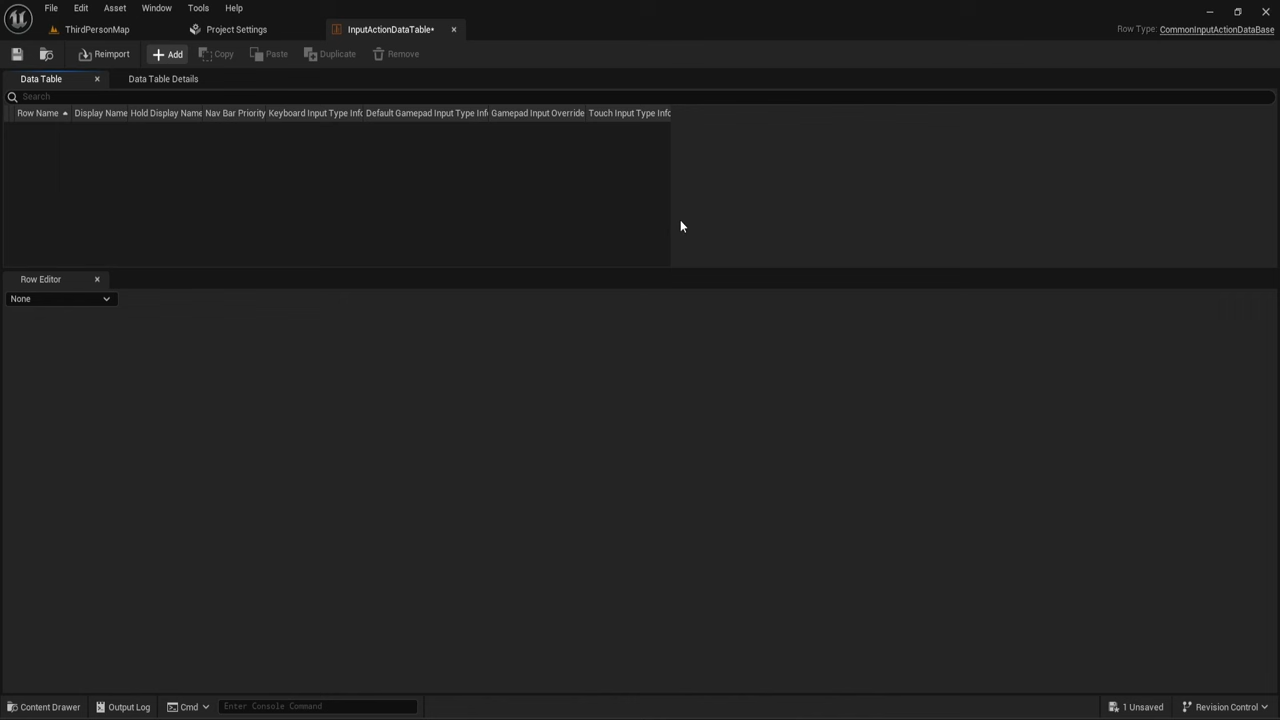 File Edit Asset Window Tools Help
ThirdPersonMap Project Settings InputActionDataTable*
Row Type: CommonInputActionDataBase
Reimport Add Copy Paste Duplicate Remove
Data Table Data Table Details
Search
Row Name Display Name Hold Display Name Nav Bar Priority Keyboard Input Type Info Default Gamepad Input Type Info Gamepad Input Override Touch Input Type Info
Row Editor
None
Content Drawer Output Log Cmd Enter Console Command 1 Unsaved Revision Control